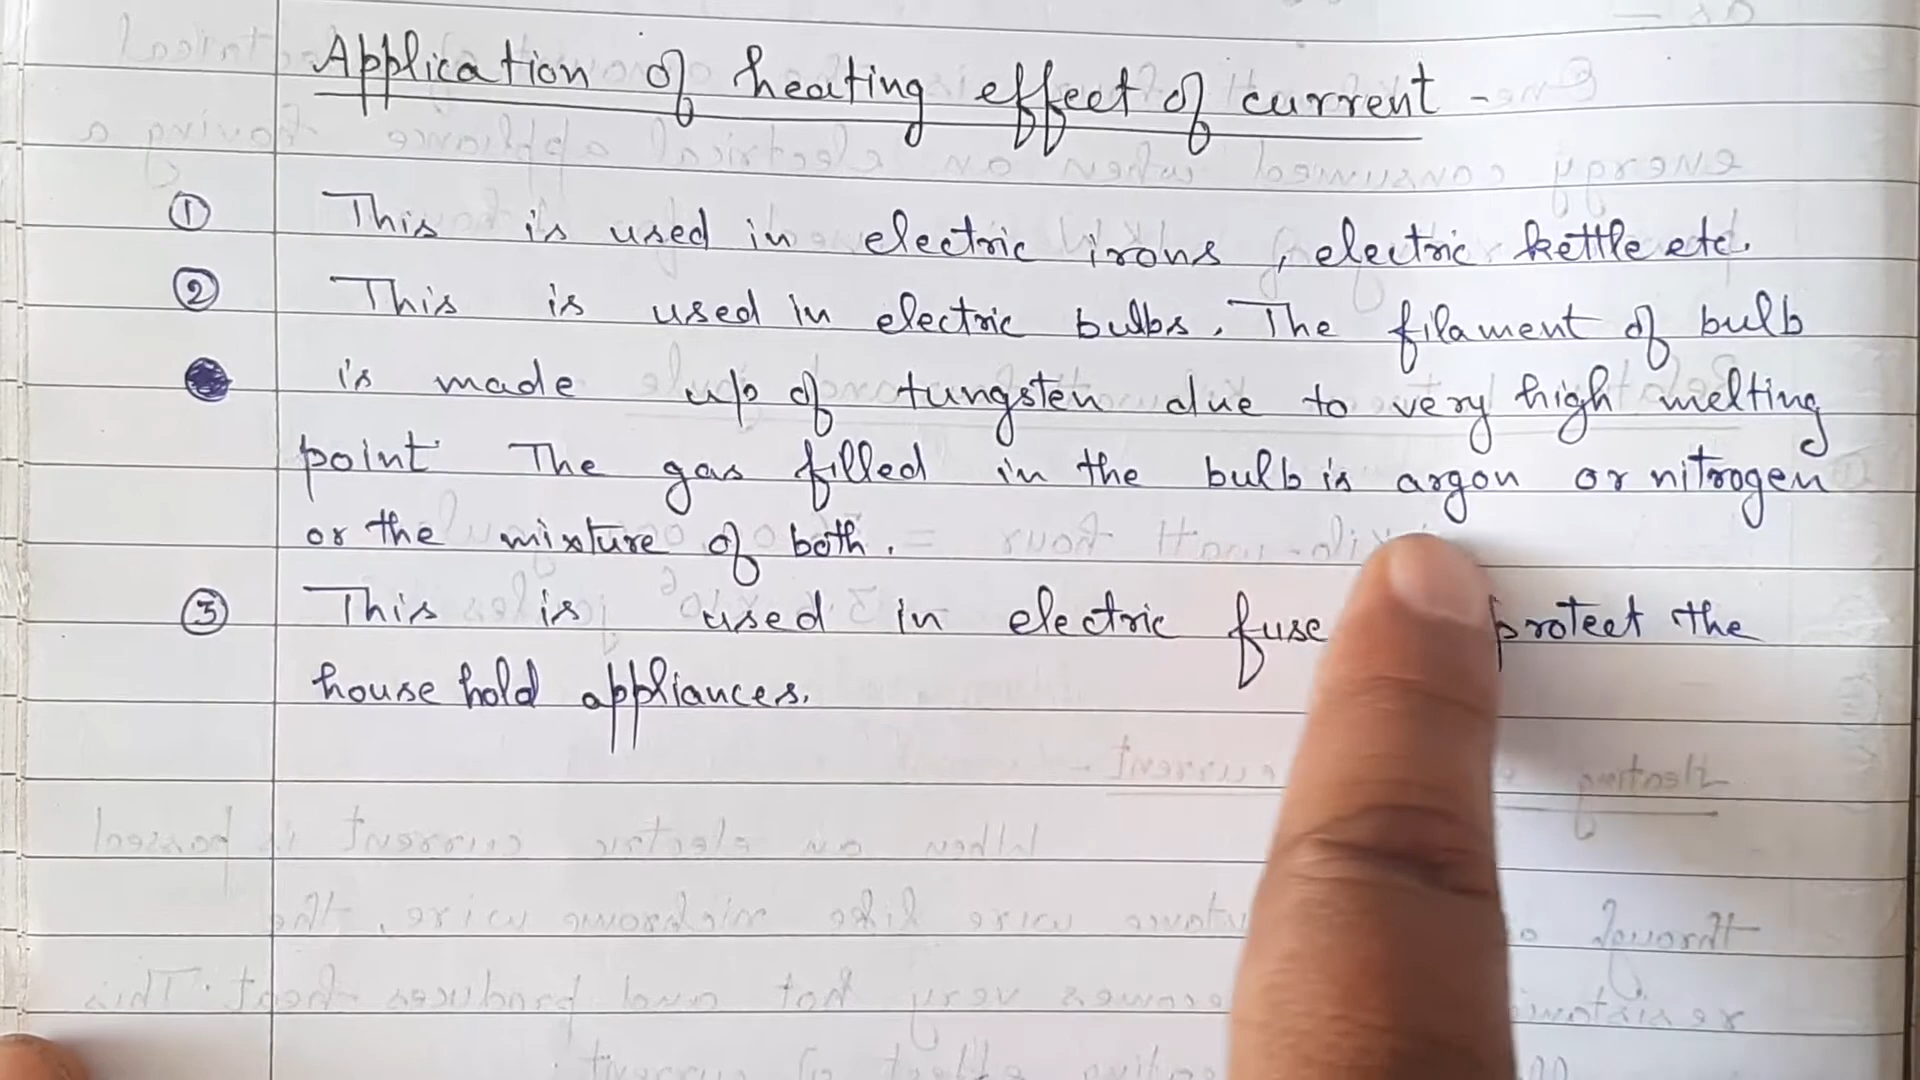 Application of heating effect of current -
① This is used in electric irons, electric kettle etc.
② This is used in electric bulbs. The filament of bulb
is made up of tungsten due to very high melting
point The gas filled in the bulb is argon or nitrogen
or the mixture of both.
③ This is used in electric fuse protect the
house hold appliances.